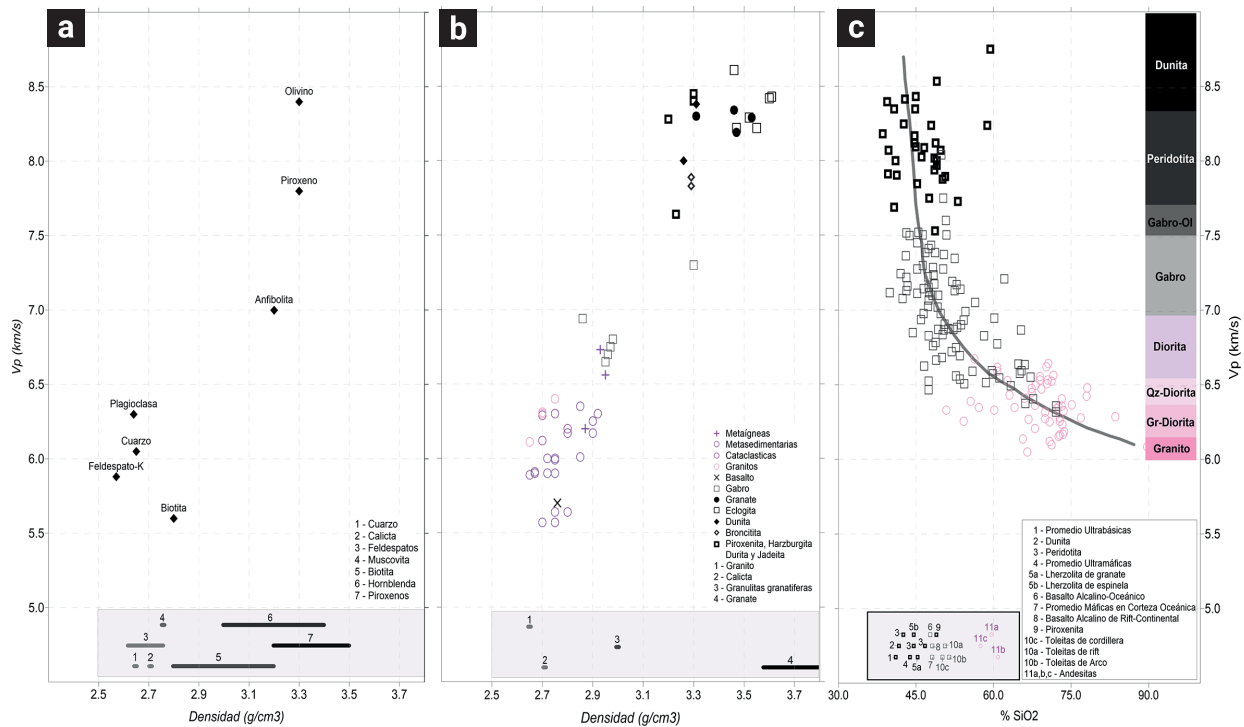 a
b
c
Vp (km/s)
8.5
8.0
7.5
7.0
6.5
6.0
5.5
5.0
Olivino
Piroxeno
Anfibolita
Plagioclasa
Cuarzo
Feldespato-K
Biotita
1 - Cuarzo
2 - Calicta
3 - Feldespatos
4 - Muscovita
5 - Biotita
6 - Hornblenda
7 - Piroxenos
4
6
3
7
1
2
5
2.5
2.9
3.3
3.7
Densidad (g/cm3)
Metaígneas
Metasedimentarias
Cataclasticas
Granitos
Basalto
Gabro
Granate
Eclogita
Dunita
Broncitita
Piroxenita, Harzburgita
Durita y Jadeita
1 - Granito
2 - Calicta
3 - Granulitas granatiferas
4 - Granate
1
3
2
4
2.5
2.9
3.3
3.7
Densidad (g/cm3)
Dunita
Peridotita
Gabro-Ol
Gabro
Diorita
Qz-Diorita
Gr-Diorita
Granito
8.5
8.0
7.5
7.0
6.5
6.0
5.5
5.0
Vp (km/s)
1 - Promedio Ultrabásicas
2 - Dunita
3 - Peridotita
4 - Promedio Ultramáficas
5a - Lherzolita de granate
5b - Lherzolita de espinela
6 - Basalto Alcalino-Oceánico
7 - Promedio Máficas en Corteza Oceánica
8 - Basalto Alcalino de Rift-Continental
9 - Piroxenita
10c - Toleitas de cordillera
10a - Toleitas de rift
10b - Toleitas de Arco
11a,b,c - Andesitas
3 5b 6 9 11a
2 3 3 8 10a 11c
1 4 5a 7 10c 10b 11b
30.0
45.0
60.0
75.0
90.0
% SiO2